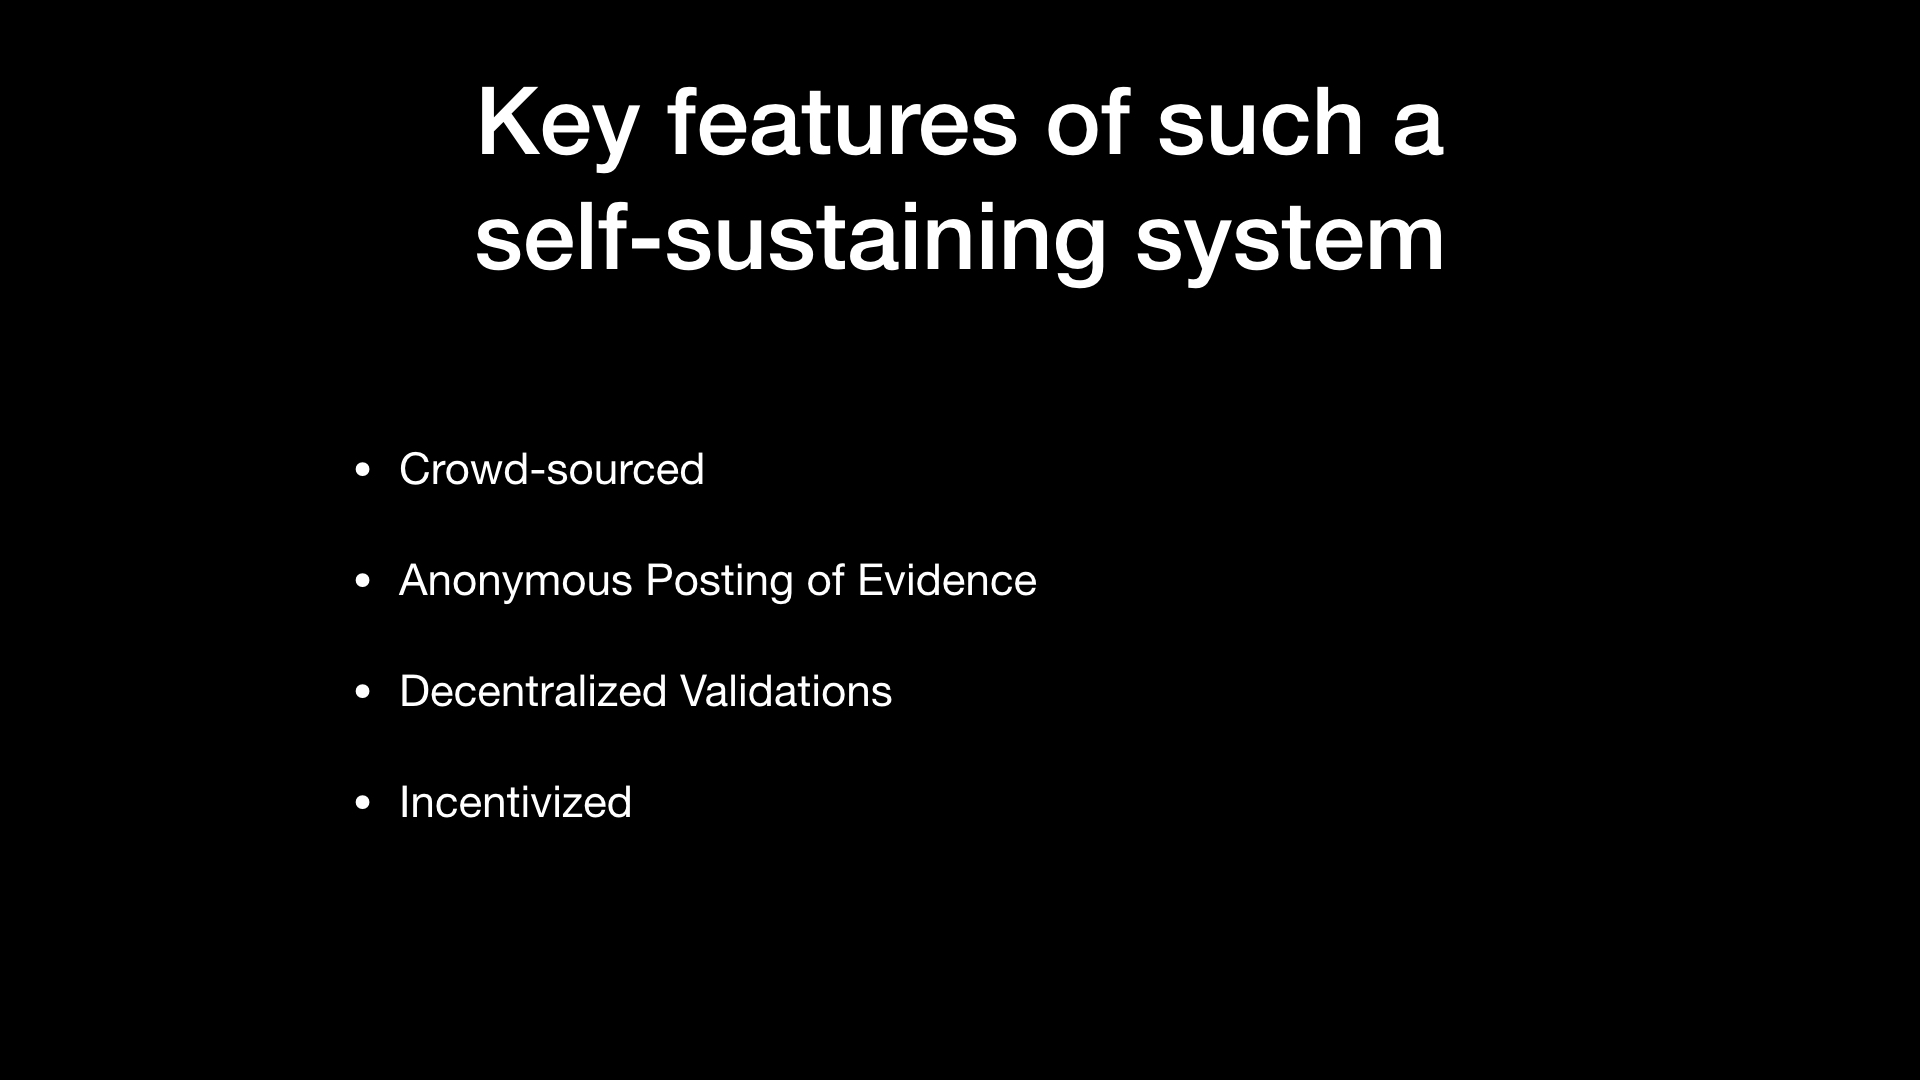 Key features of such a
self-sustaining system
• Crowd-sourced
• Anonymous Posting of Evidence
• Decentralized Validations
• Incentivized